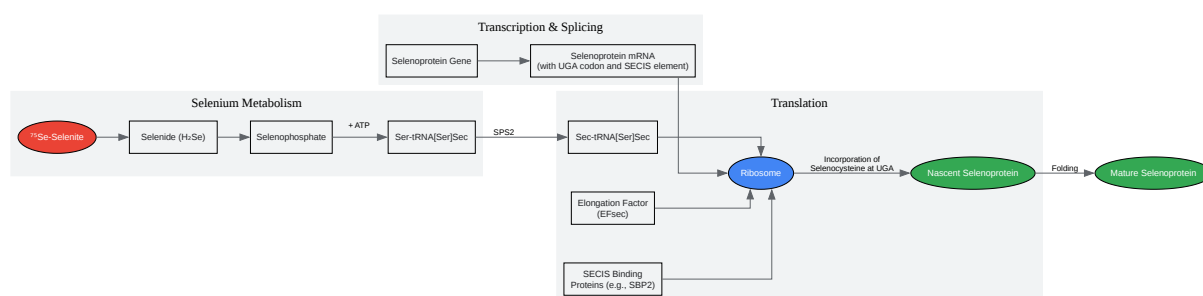 Transcription & Splicing
Selenoprotein Gene
Selenoprotein mRNA
(with UGA codon and SECIS element)
Selenium Metabolism
⁷⁵Se-Selenite
Selenide (H₂Se)
Selenophosphate
+ ATP
Ser-tRNA[Ser]Sec
SPS2
Translation
Sec-tRNA[Ser]Sec
Ribosome
Incorporation of
Selenocysteine at UGA
Nascent Selenoprotein
Folding
Mature Selenoprotein
Elongation Factor
(EFsec)
SECIS Binding
Proteins (e.g., SBP2)